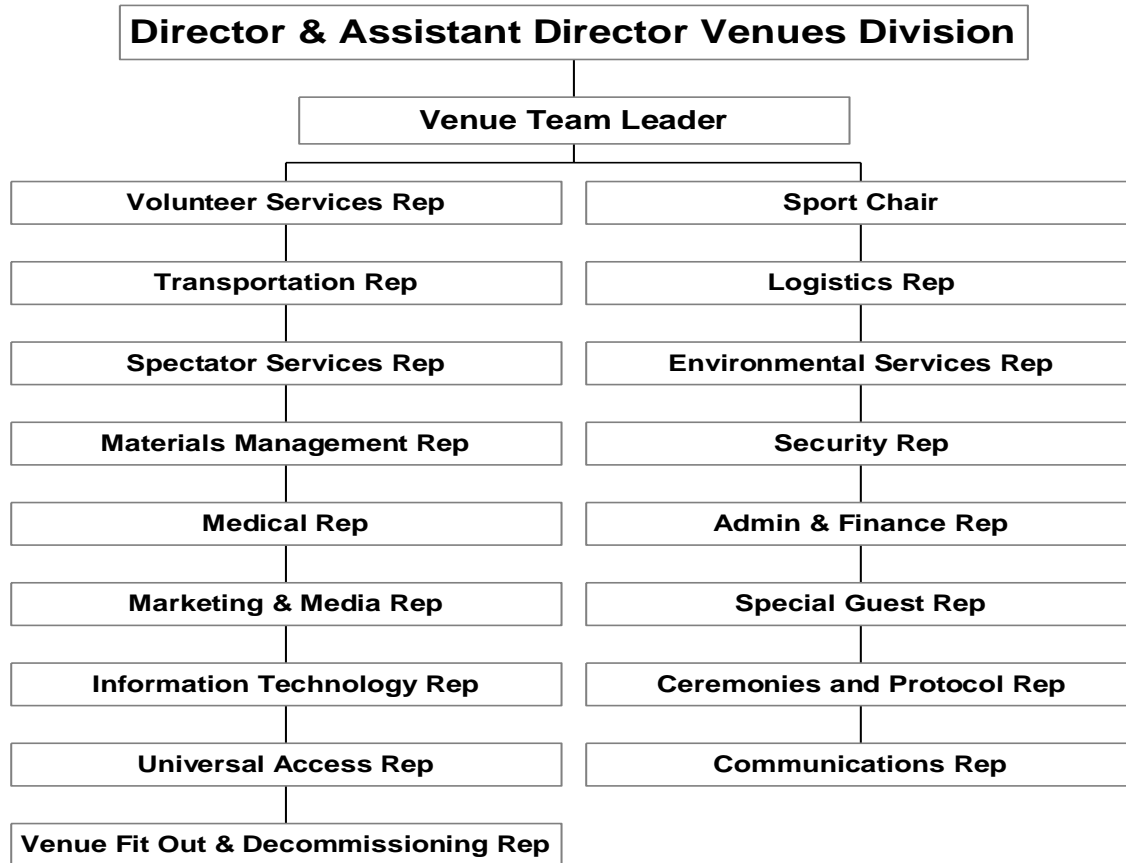 Director & Assistant Director Venues Division
Venue Team Leader
Volunteer Services Rep
Sport Chair
Transportation Rep
Logistics Rep
Spectator Services Rep
Environmental Services Rep
Materials Management Rep
Security Rep
Medical Rep
Admin & Finance Rep
Marketing & Media Rep
Special Guest Rep
Information Technology Rep
Ceremonies and Protocol Rep
Universal Access Rep
Communications Rep
Venue Fit Out & Decommissioning Rep